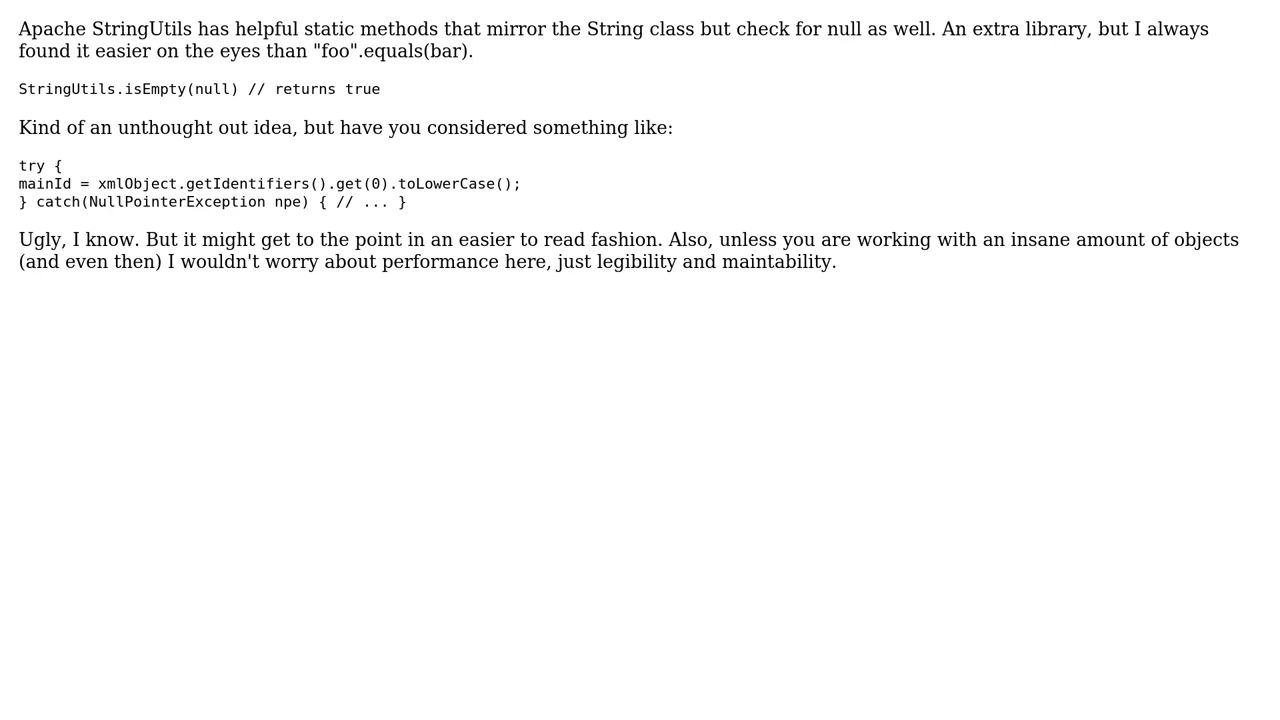 Apache StringUtils has helpful static methods that mirror the String class but check for null as well. An extra library, but I always
found it easier on the eyes than "foo".equals(bar).
StringUtils.isEmpty(null) // returns true
Kind of an unthought out idea, but have you considered something like:
try {
mainId = xmlObject.getIdentifiers().get(0).toLowerCase();
} catch(NullPointerException npe) { // ... }
Ugly, I know. But it might get to the point in an easier to read fashion. Also, unless you are working with an insane amount of objects
(and even then) I wouldn't worry about performance here, just legibility and maintability.